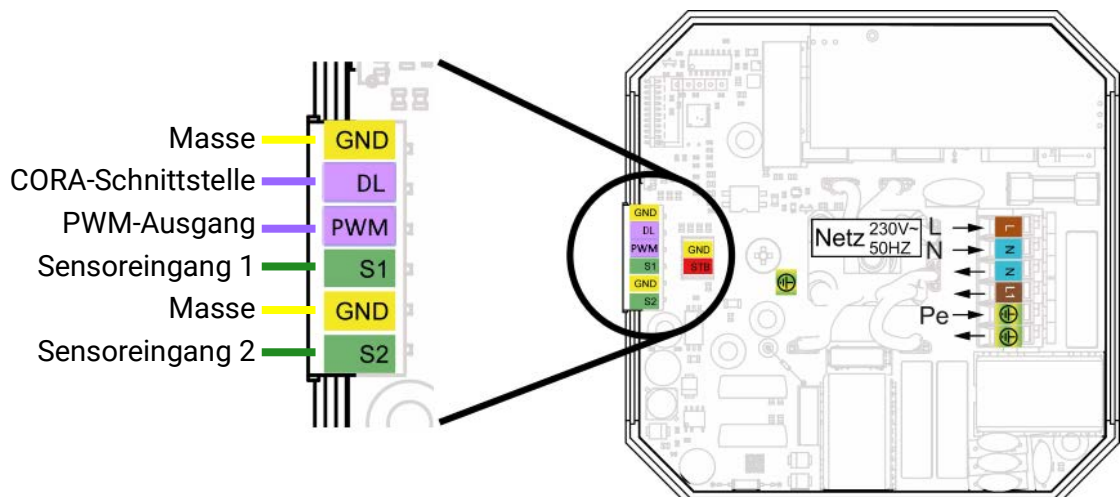 Masse GND
CORA-Schnittstelle DL
PWM-Ausgang PWM
Sensoreingang 1 S1
Masse GND
Sensoreingang 2 S2
GND
DL
PWM
S1
GND
S2
GND
STB
Netz 230V~
50HZ
L L
N N
N
L1
Pe